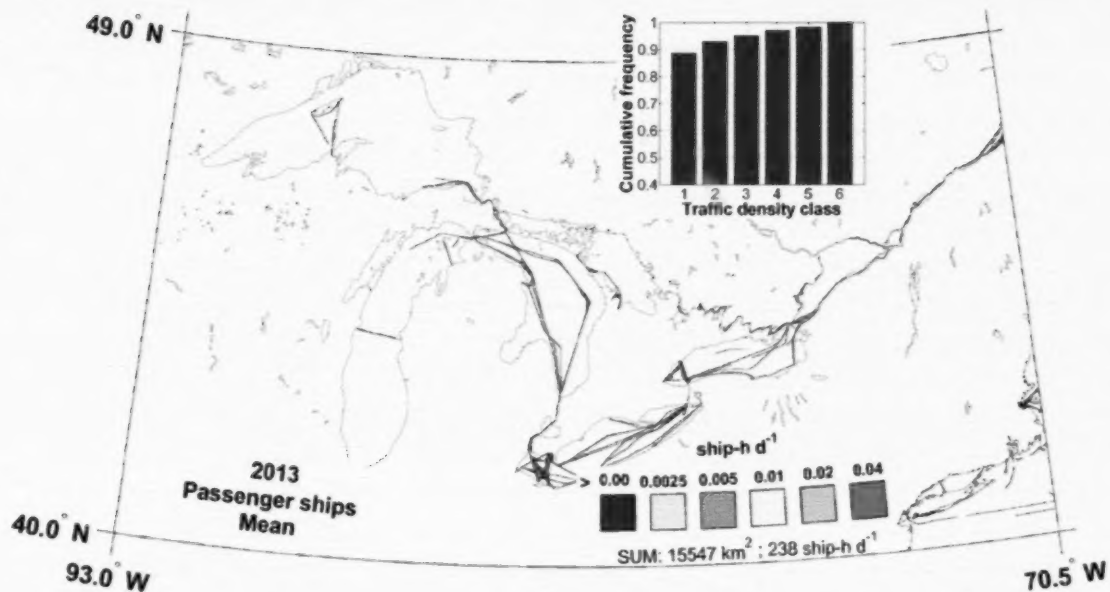 49.0° N
Cumulative frequency
1
0.9
0.8
0.7
0.6
0.5
0.4
1 2 3 4 5 6
Traffic density class
2013
Passenger ships
Mean
ship-h d⁻¹
> 0.00 0.0025 0.005 0.01 0.02 0.04
SUM: 15547 km² ; 238 ship-h d⁻¹
40.0° N
93.0° W
70.5° W